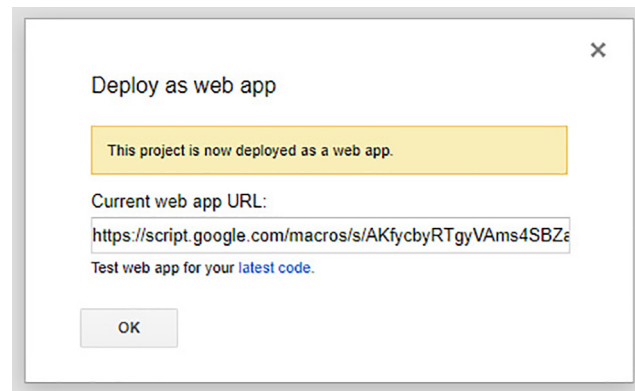 Deploy as web app
This project is now deployed as a web app.
Current web app URL:
https://script.google.com/macros/s/AKfycbyRTgyVAms4SBZa
Test web app for your latest code.
OK